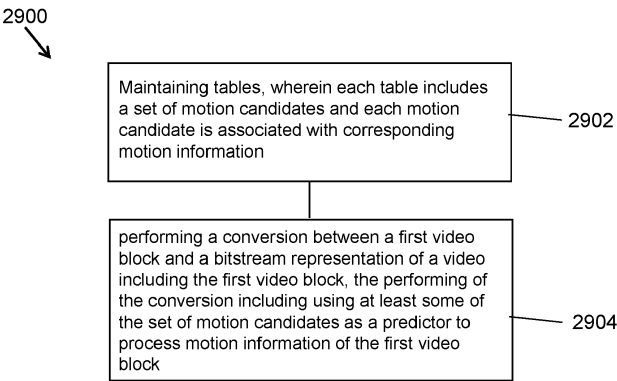 2900
Maintaining tables, wherein each table includes
a set of motion candidates and each motion
candidate is associated with corresponding
motion information
2902
performing a conversion between a first video
block and a bitstream representation of a video
including the first video block, the performing of
the conversion including using at least some of
the set of motion candidates as a predictor to
process motion information of the first video
block
2904